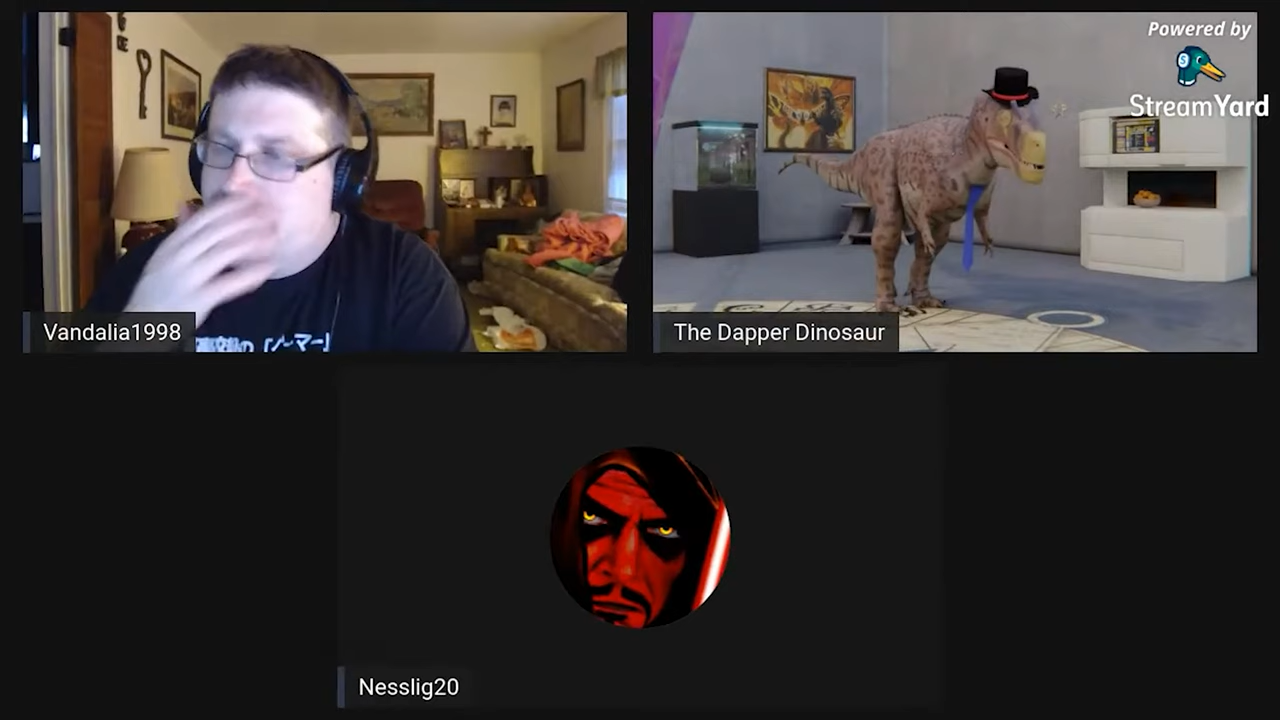 Powered by
StreamYard
Vandalia1998
The Dapper Dinosaur
Nesslig20